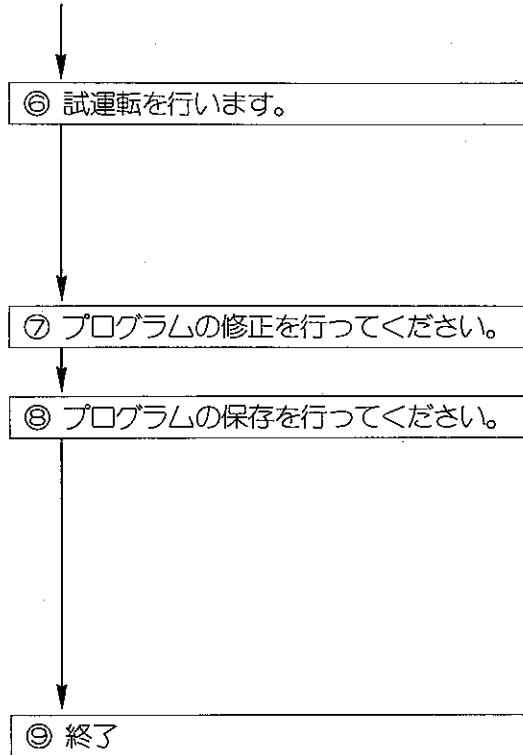 ⑥ 試運転を行います。
⑦ プログラムの修正を行ってください。
⑧ プログラムの保存を行ってください。
⑨ 終了